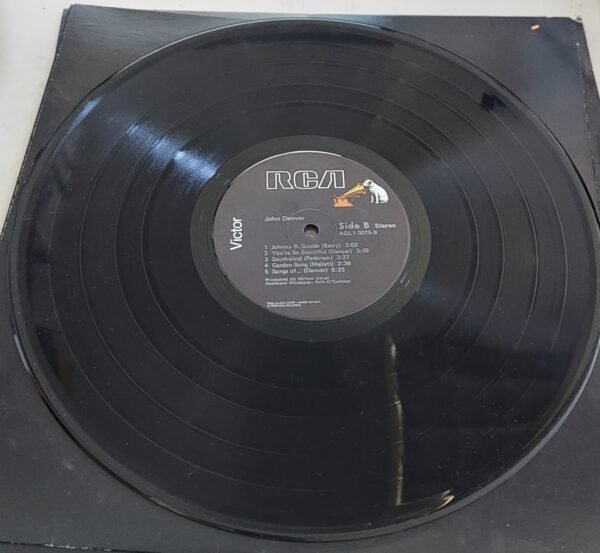 RCA
Victor
John Denver
Side B Stereo
AQL1-3075-B
1 Johnny B. Goode (Berry) 3:02
2 You're So Beautiful (Denver) 3:09
3 Southwind (Pedersen) 3:27
4 Garden Song (Mallett) 2:38
5 Songs of... (Denver) 5:23
Produced by Milton Okun
Assistant Producer: Kris O'Connor